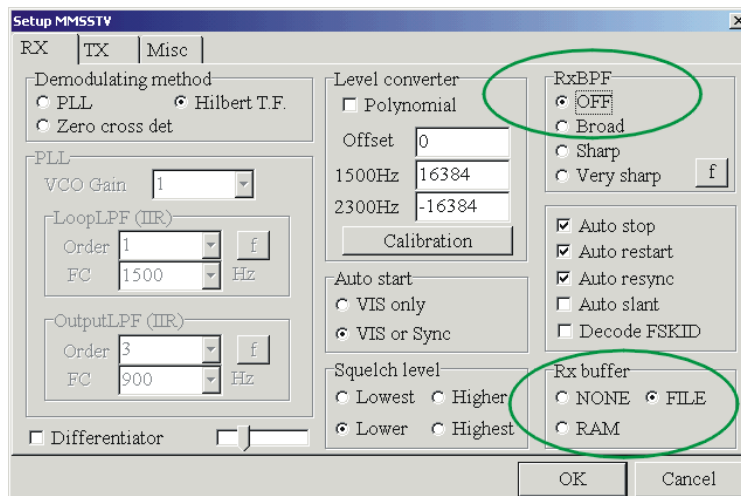 Setup MMSSTV
RX TX Misc
Demodulating method
PLL Hilbert T.F.
Zero cross det
PLL
VCO Gain 1
LoopLPF (IIR)
Order 1 f
FC 1500 Hz
OutputLPF (IIR)
Order 3 f
FC 900 Hz
Differentiator
Level converter
Polynomial
Offset 0
1500Hz 16384
2300Hz -16384
Calibration
Auto start
VIS only
VIS or Sync
Squelch level
Lowest Higher
Lower Highest
RxBPF
OFF
Broad
Sharp
Very sharp f
Auto stop
Auto restart
Auto resync
Auto slant
Decode FSKID
Rx buffer
NONE FILE
RAM
OK Cancel